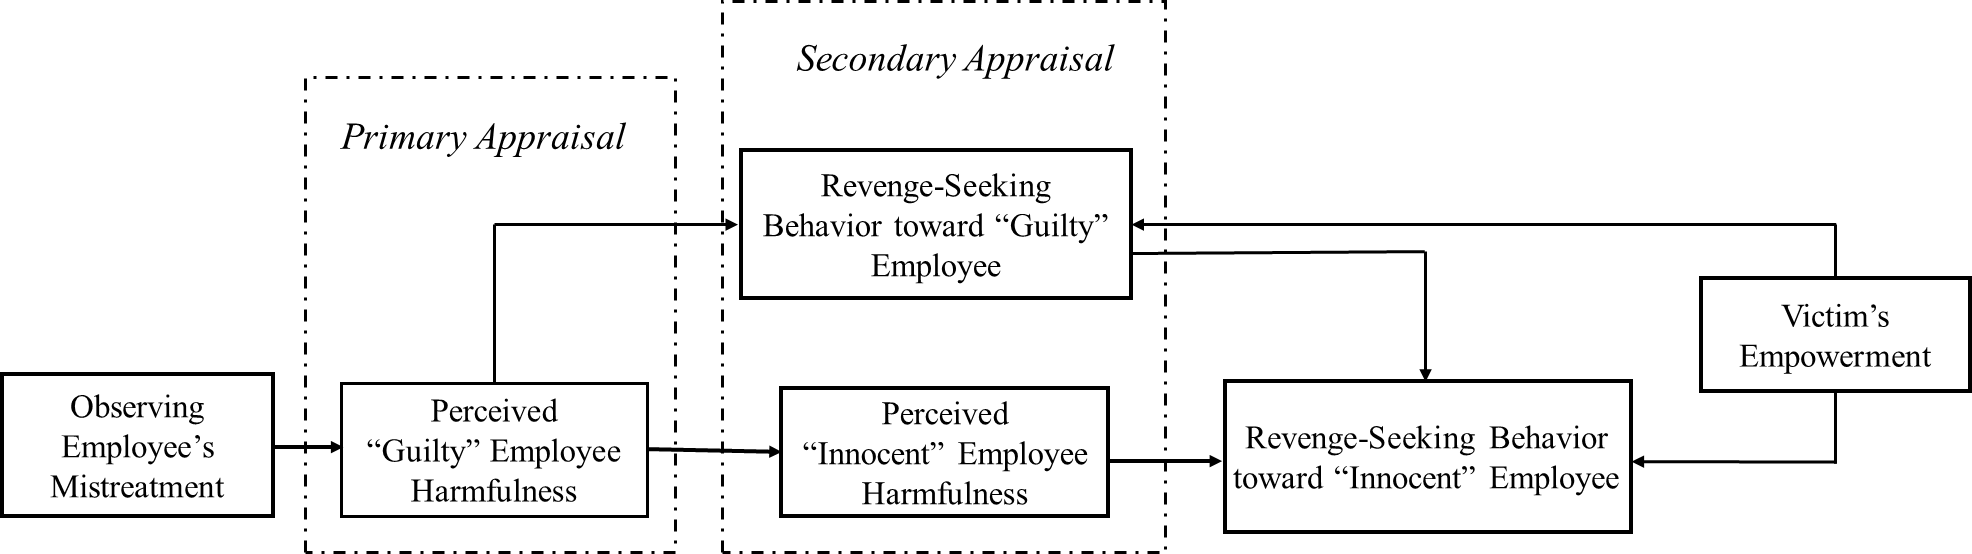 Secondary Appraisal
Primary Appraisal
Revenge-Seeking
Behavior toward “Guilty”
Employee
Victim’s
Empowerment
Observing
Employee’s
Mistreatment
Perceived
“Guilty” Employee
Harmfulness
Perceived
“Innocent” Employee
Harmfulness
Revenge-Seeking Behavior
toward “Innocent” Employee